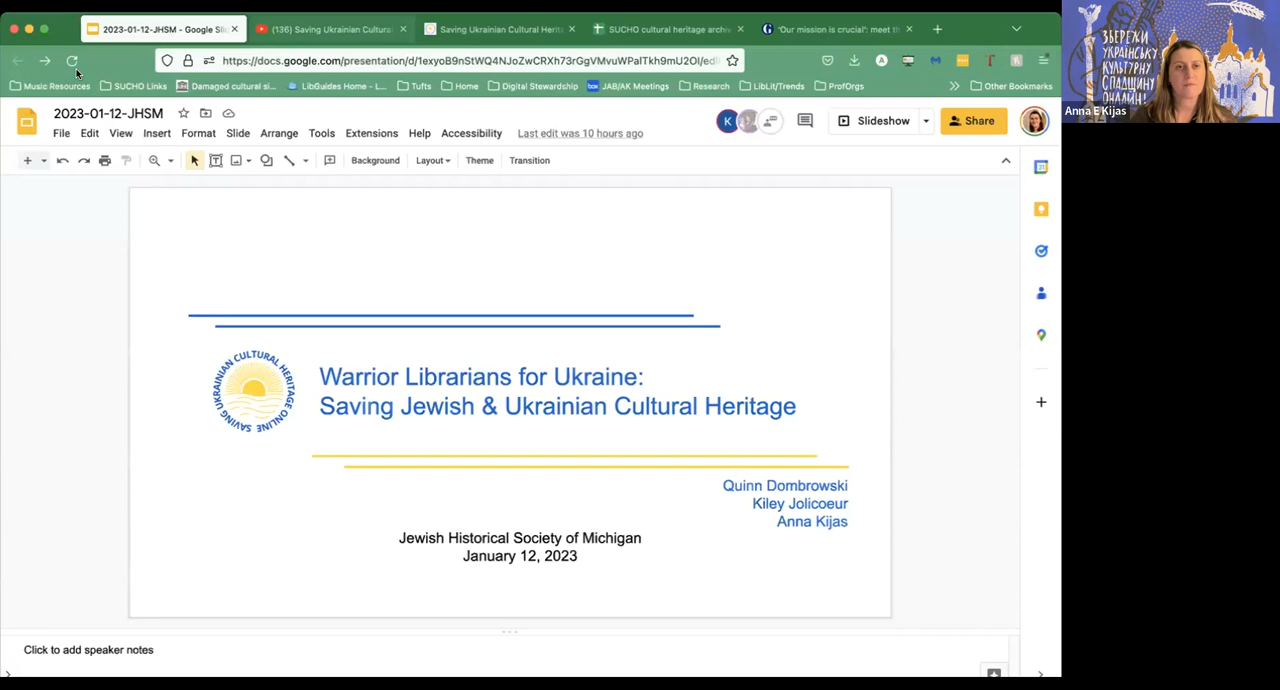 2023-01-12-JHSM - Google Sli
(136) Saving Ukrainian Cultura
Saving Ukrainian Cultural Herita
SUCHO cultural heritage archi
"Our mission is crucial": meet th
https://docs.google.com/presentation/d/1exyoB9nStWQ4NJoZwCRXh73rGgVMvuWPaITkh9mU2OI/edi
Music Resources
SUCHO Links
Damaged cultural si...
LibGuides Home - L...
Tufts
Home
Digital Stewardship
JAB/AK Meetings
Research
LibLit/Trends
ProfOrgs
Other Bookmarks
2023-01-12-JHSM
File Edit View Insert Format Slide Arrange Tools Extensions Help Accessibility Last edit was 10 hours ago
K
Slideshow
Share
Background Layout Theme Transition
SAVING UKRAINIAN CULTURAL HERITAGE ONLINE
Warrior Librarians for Ukraine:
Saving Jewish & Ukrainian Cultural Heritage
Quinn Dombrowski
Kiley Jolicoeur
Anna Kijas
Jewish Historical Society of Michigan
January 12, 2023
Click to add speaker notes
ЗБЕРЕЖИ
УКРАЇНСЬКУ
КУЛЬТУРНУ
СПАДЩИНУ
ОНЛАЙН!
Anna E Kijas